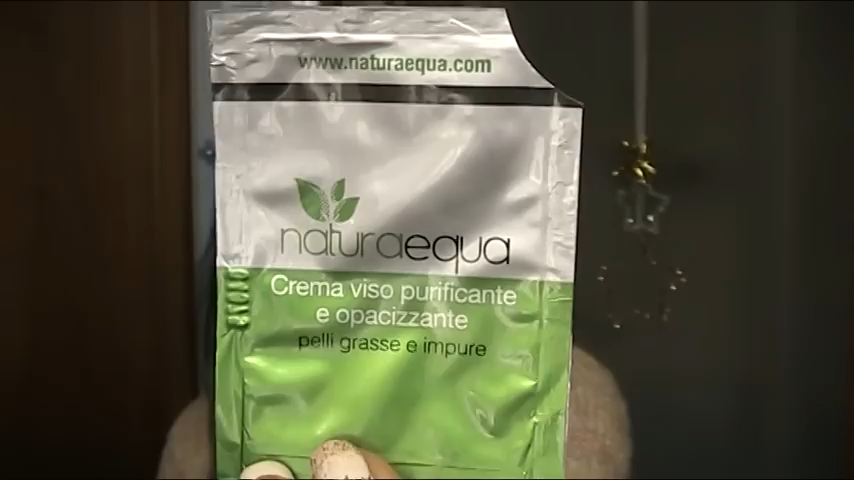 www.naturaequa.com
naturaequa
Crema viso purificante
e opacizzante
pelli grasse e impure